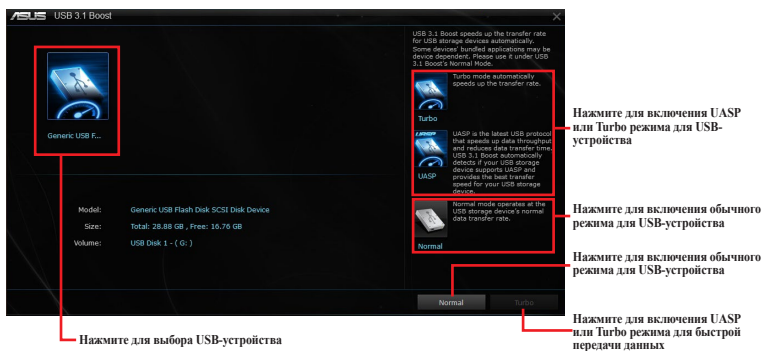 ASUS USB 3.1 Boost
USB 3.1 Boost speeds up the transfer rate
for USB storage devices automatically.
Some devices' bundled applications may be
device dependent. Please use it under USB
3.1 Boost's Normal Mode.
Generic USB F...
Turbo mode automatically
speeds up the transfer rate.
Turbo
UASP
UASP is the latest USB protocol
that speeds up data throughput
and reduces data transfer time.
USB 3.1 Boost automatically
detects if your USB storage
device supports UASP and
provides the best transfer
speed for your USB storage
device.
UASP
Normal mode operates at the
USB storage device's normal
data transfer rate.
Normal
Model: Generic USB Flash Disk SCSI Disk Device
Size: Total: 28.88 GB , Free: 16.76 GB
Volume: USB Disk 1 - ( G: )
Normal
Turbo
Нажмите для включения UASP
или Turbo режима для USB-
устройства
Нажмите для включения обычного
режима для USB-устройства
Нажмите для включения обычного
режима для USB-устройства
Нажмите для включения UASP
или Turbo режима для быстрой
передачи данных
Нажмите для выбора USB-устройства